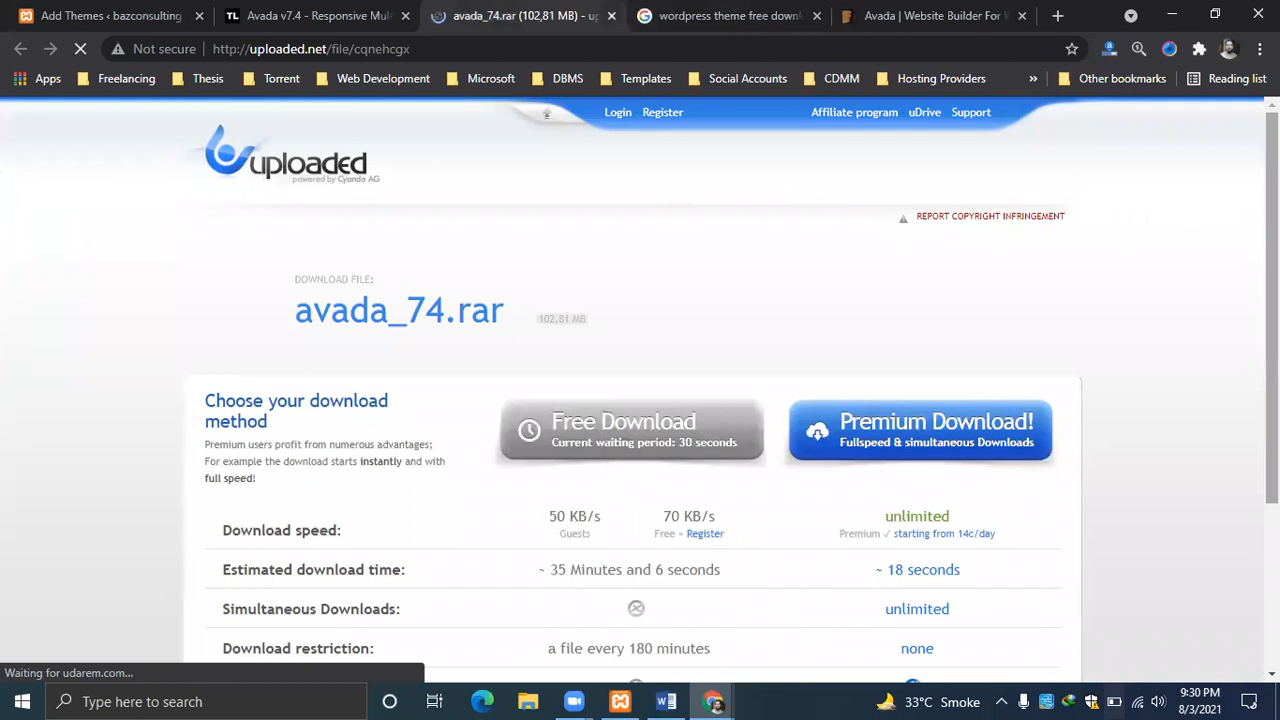 Add Themes ‹ bazconsulting
Avada v7.4 - Responsive Mul
avada_74.rar (102,81 MB) - up
wordpress theme free down
Avada | Website Builder For W
Not secure
http://uploaded.net/file/cqnehcgx
Apps
Freelancing
Thesis
Torrent
Web Development
Microsoft
DBMS
Templates
Social Accounts
CDMM
Hosting Providers
»
Other bookmarks
Reading list
Login Register
Affiliate program uDrive Support
uploaded
powered by Cyando AG
REPORT COPYRIGHT INFRINGEMENT
DOWNLOAD FILE:
avada_74.rar 102,81 MB
Choose your download
method
Premium users profit from numerous advantages;
For example the download starts instantly and with
full speed!
Free Download
Current waiting period: 30 seconds
Premium Download!
Fullspeed & simultaneous Downloads
Download speed:
50 KB/s
Guests
70 KB/s
Free ~ Register
unlimited
Premium ✓ starting from 14c/day
Estimated download time: ~ 35 Minutes and 6 seconds ~ 18 seconds
Simultaneous Downloads: unlimited
Download restriction: a file every 180 minutes none
Waiting for udarem.com...
Type here to search
33°C Smoke
9:30 PM
8/3/2021